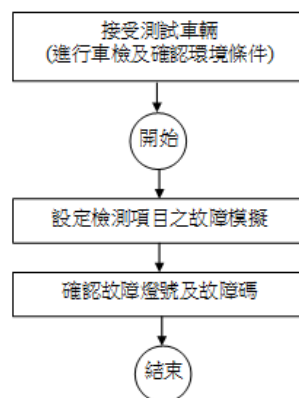 接受測試車輛
(進行車檢及確認環境條件)
開始
設定檢測項目之故障模擬
確認故障燈號及故障碼
結束